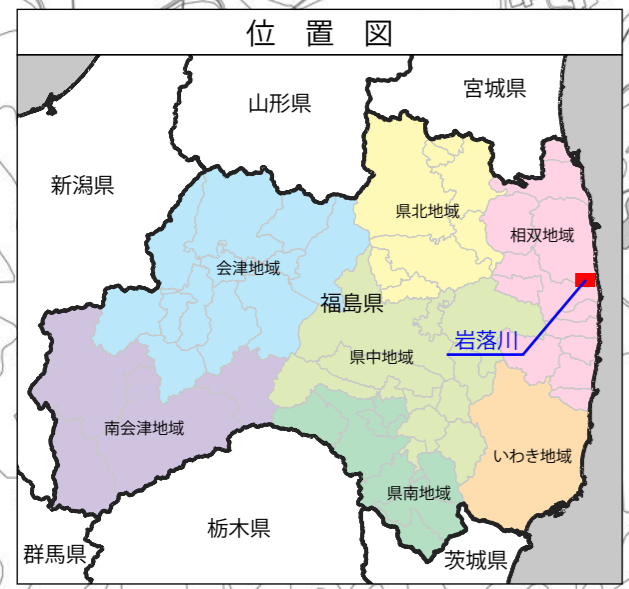 位置図
宮城県
山形県
新潟県
県北地域
相双地域
会津地域
福島県
岩落川
県中地域
南会津地域
いわき地域
県南地域
栃木県
群馬県
茨城県